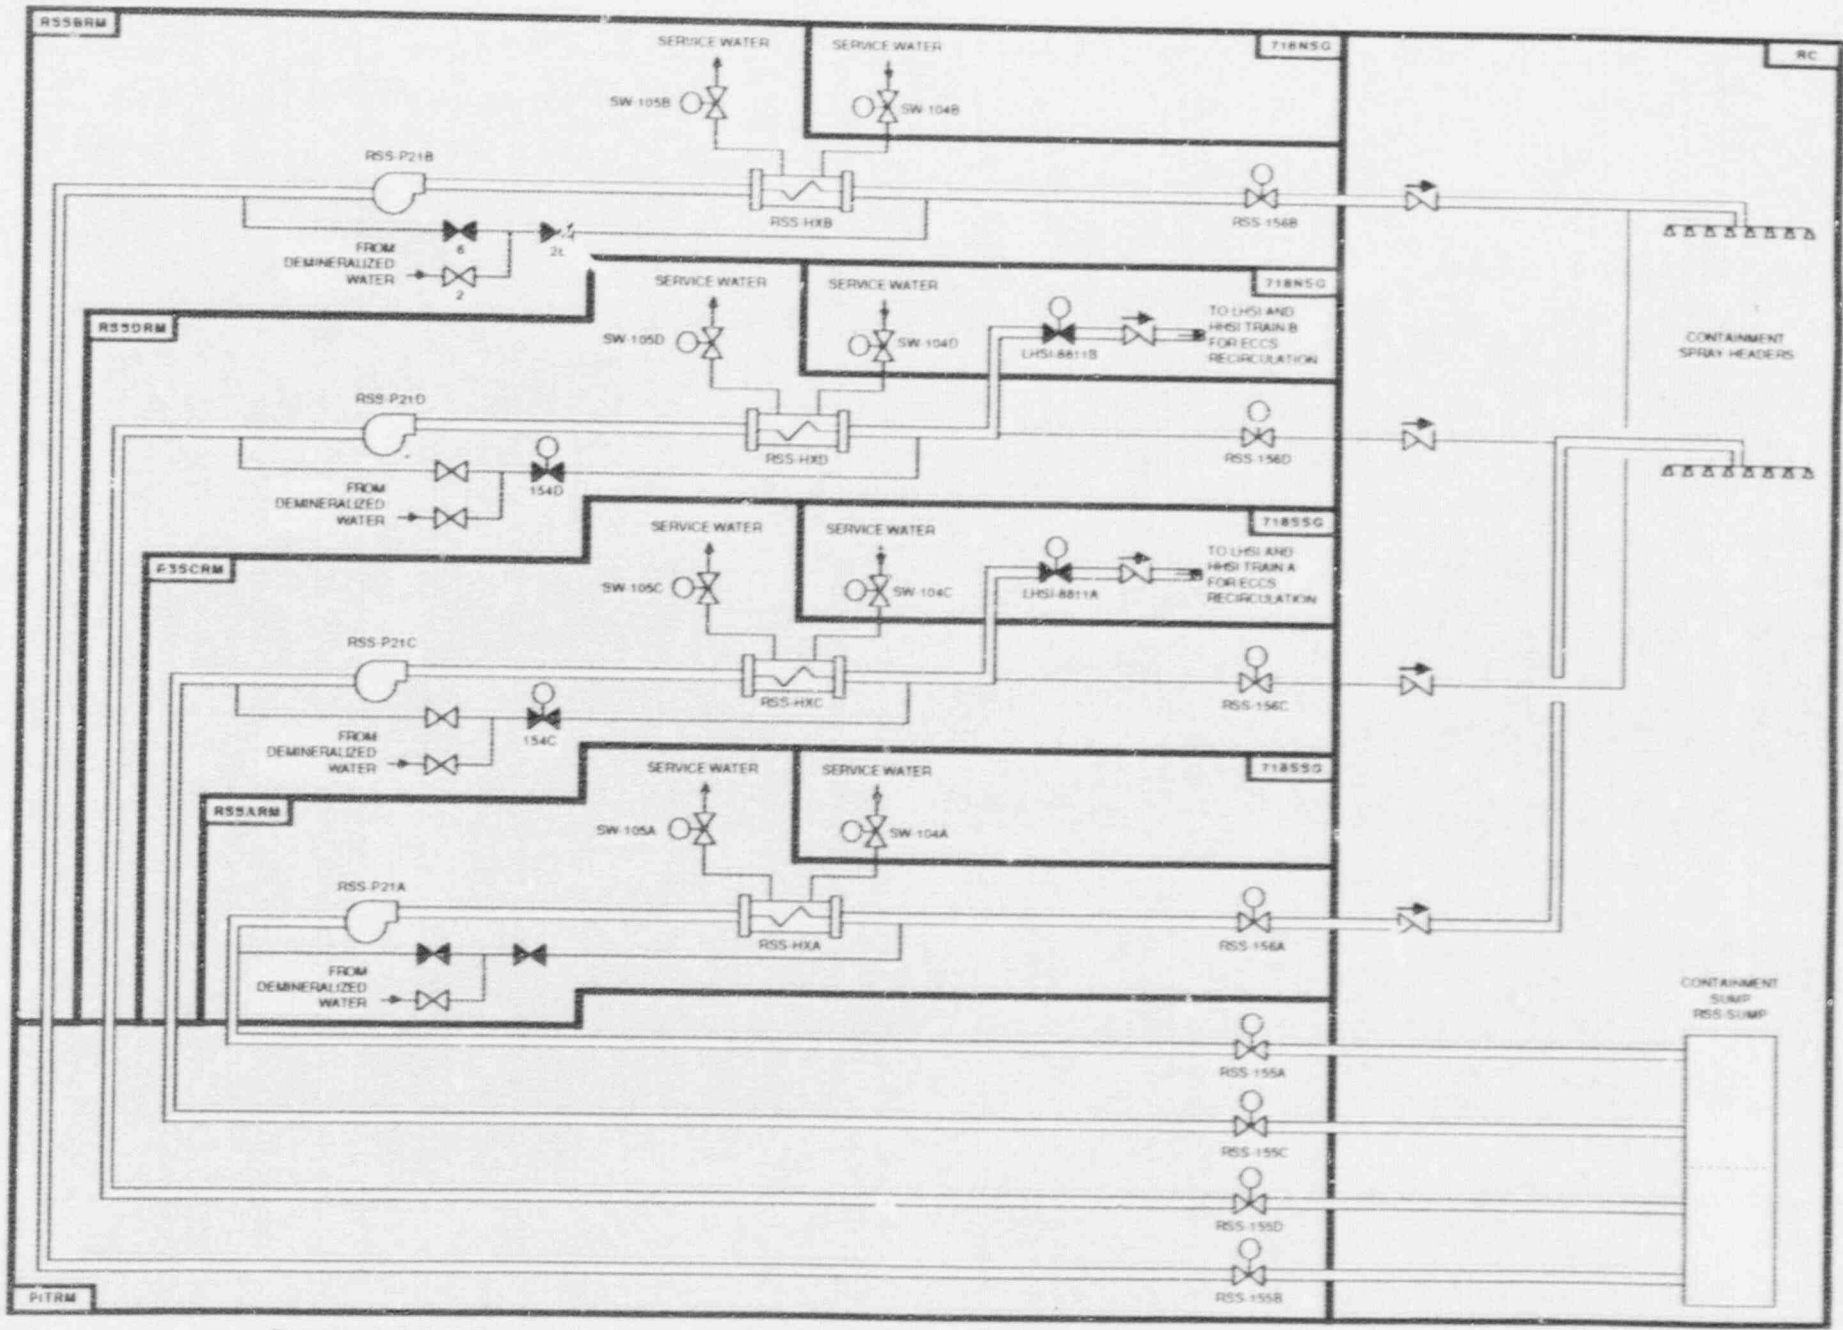 RSSBRM
SERVICE WATER
SERVICE WATER
718NSG
RC
SW-105B
SW-104B
RSS-P21B
RSS-HXB
RSS-156B
6
FROM
DEMINERALIZED
WATER
2
RSSDRM
SERVICE WATER
SERVICE WATER
718NSG
SW-105D
SW-104D
LHSI-8811B
TO LHSI AND
HHSI TRAIN B
FOR ECCS
RECIRCULATION
CONTAINMENT
SPRAY HEADERS
RSS-P21D
RSS-HXD
RSS-156D
FROM
DEMINERALIZED
WATER
154D
RSSCRM
SERVICE WATER
SERVICE WATER
718SSG
SW-105C
SW-104C
LHSI-8811A
TO LHSI AND
HHSI TRAIN A
FOR ECCS
RECIRCULATION
RSS-P21C
RSS-HXC
RSS-156C
FROM
DEMINERALIZED
WATER
154C
RSSARM
SERVICE WATER
SERVICE WATER
718SSG
SW-105A
SW-104A
RSS-P21A
RSS-HXA
RSS-156A
FROM
DEMINERALIZED
WATER
CONTAINMENT
SUMP
RSS-SUMP
RSS-155A
RSS-155C
RSS-155D
RSS-155B
PITRM